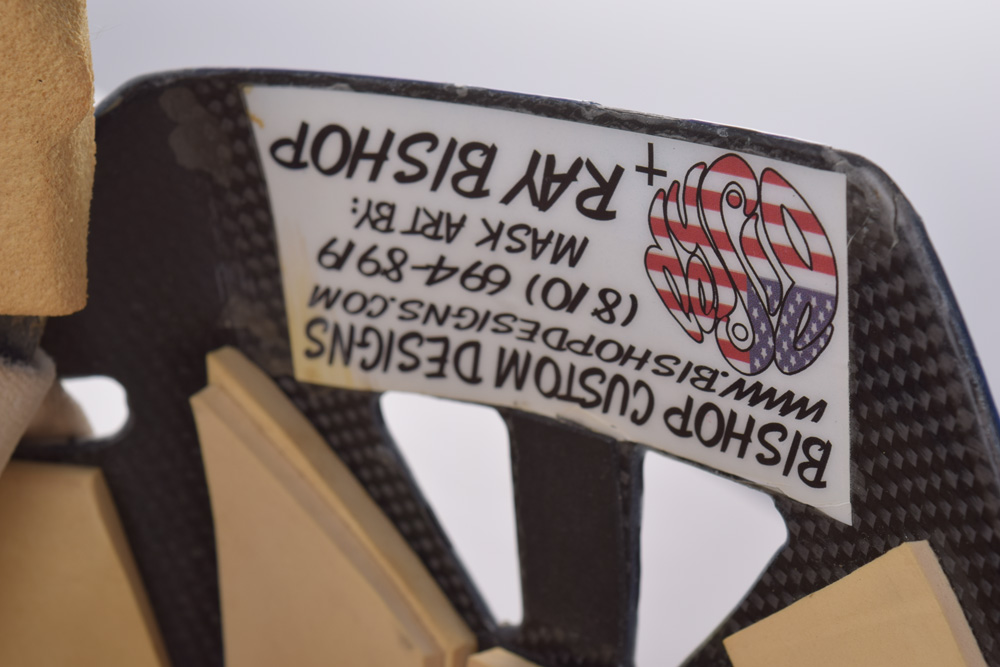 BISHOP CUSTOM DESIGNS
WWW.BISHOPDESIGNS.COM
(810) 694-8919
MASK ART BY:
RAY BISHOP